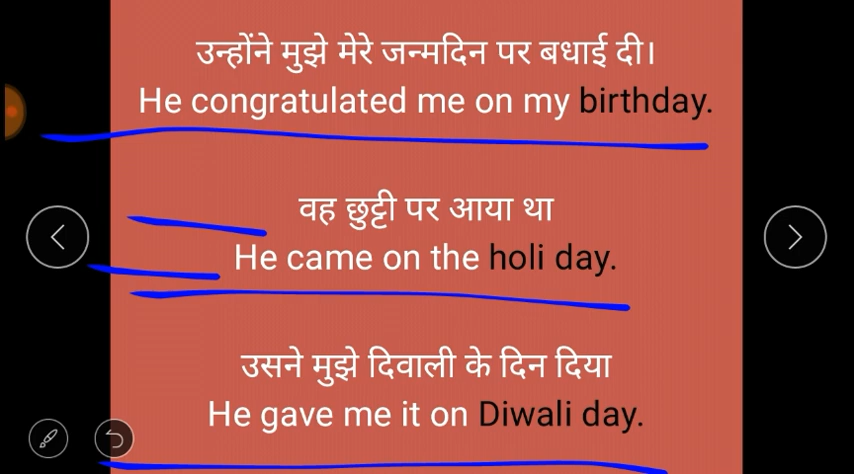 उन्होंने मुझे मेरे जन्मदिन पर बधाई दी।
He congratulated me on my birthday.
वह छुट्टी पर आया था
He came on the holi day.
उसने मुझे दिवाली के दिन दिया
He gave me it on Diwali day.